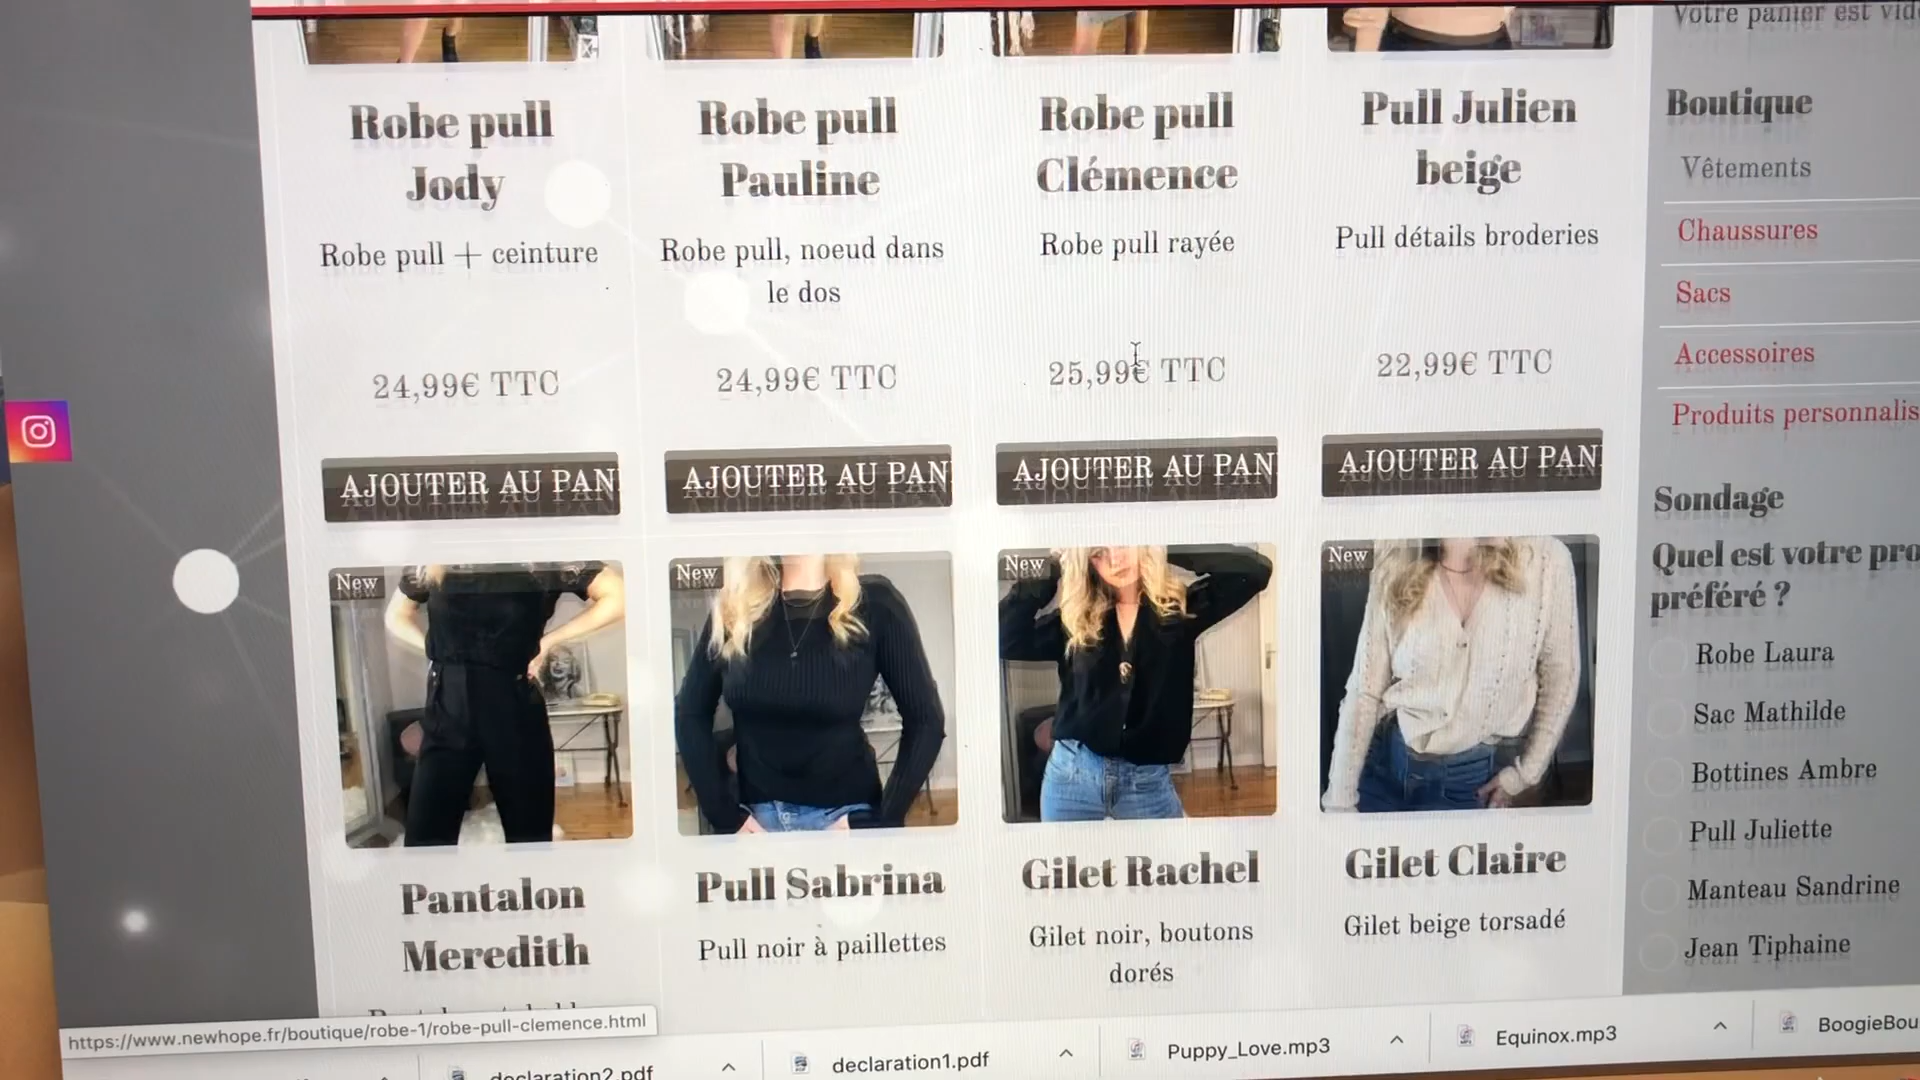 Votre panier est
Boutique
Robe pull
Jody
Robe pull
Pauline
Robe pull
Clémence
Pull Julien
beige
Vêtements
Robe pull + ceinture
Robe pull, noeud dans
le dos
Robe pull rayée
Pull détails broderies
Chaussures
Sacs
24,99€ TTC
24,99€ TTC
25,99€ TTC
22,99€ TTC
Accessoires
Produits personnalis
AJOUTER AU PAN
AJOUTER AU PAN
AJOUTER AU PAN
AJOUTER AU PAN
Sondage
Quel est votre pro
préféré ?
New
New
New
New
Robe Laura
Sac Mathilde
Bottines Ambre
Pull Juliette
Manteau Sandrine
Jean Tiphaine
Pantalon
Meredith
Pull Sabrina
Pull noir à paillettes
Gilet Rachel
Gilet noir, boutons
dorés
Gilet Claire
Gilet beige torsadé
https://www.newhope.fr/boutique/robe-1/robe-pull-clemence.html
declaration2.pdf
declaration1.pdf
Puppy_Love.mp3
Equinox.mp3
BoogieBou